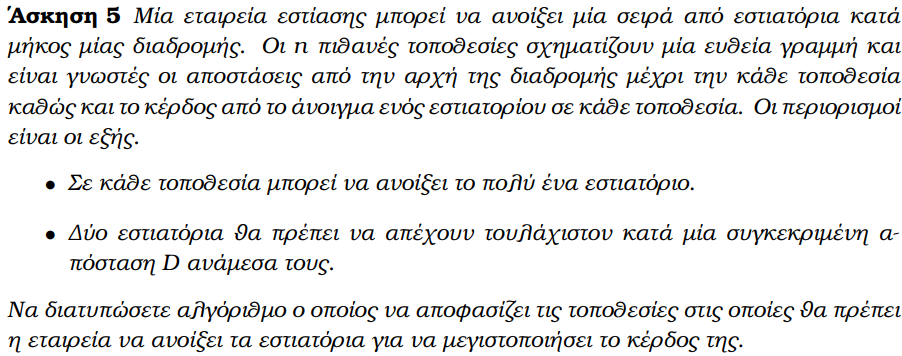 Άσκηση 5 Μία εταιρεία εστίασης μπορεί να ανοίξει μία σειρά από εστιατόρια κατά
μήκος μίας διαδρομής. Οι n πιθανές τοποθεσίες σχηματίζουν μία ευθεία γραμμή και
είναι γνωστές οι αποστάσεις από την αρχή της διαδρομής μέχρι την κάθε τοποθεσία
καθώς και το κέρδος από το άνοιγμα ενός εστιατορίου σε κάθε τοποθεσία. Οι περιορισμοί
είναι οι εξής.
• Σε κάθε τοποθεσία μπορεί να ανοίξει το πολύ ένα εστιατόριο.
• Δύο εστιατόρια θα πρέπει να απέχουν τουλάχιστον κατά μία συγκεκριμένη α-
πόσταση D ανάμεσα τους.
Να διατυπώσετε αλγόριθμο ο οποίος να αποφασίζει τις τοποθεσίες στις οποίες θα πρέπει
η εταιρεία να ανοίξει τα εστιατόρια για να μεγιστοποιήσει το κέρδος της.